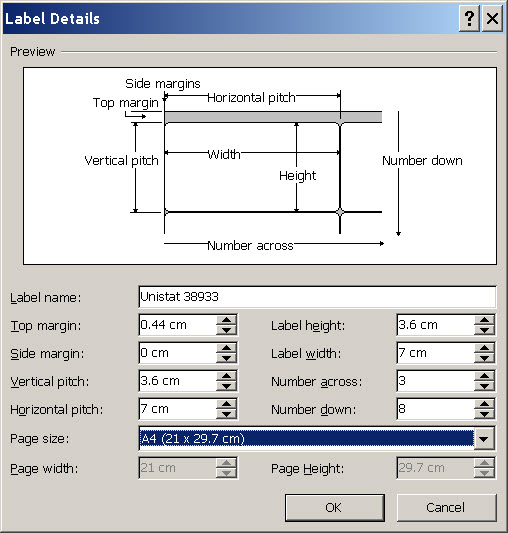 Label Details
Preview
Side margins
Top margin
Horizontal pitch
Vertical pitch
Width
Number down
Height
Number across
Label name: Unistat 38933
Top margin: 0.44 cm Label height: 3.6 cm
Side margin: 0 cm Label width: 7 cm
Vertical pitch: 3.6 cm Number across: 3
Horizontal pitch: 7 cm Number down: 8
Page size: A4 (21 x 29.7 cm)
Page width: 21 cm Page Height: 29.7 cm
OK Cancel